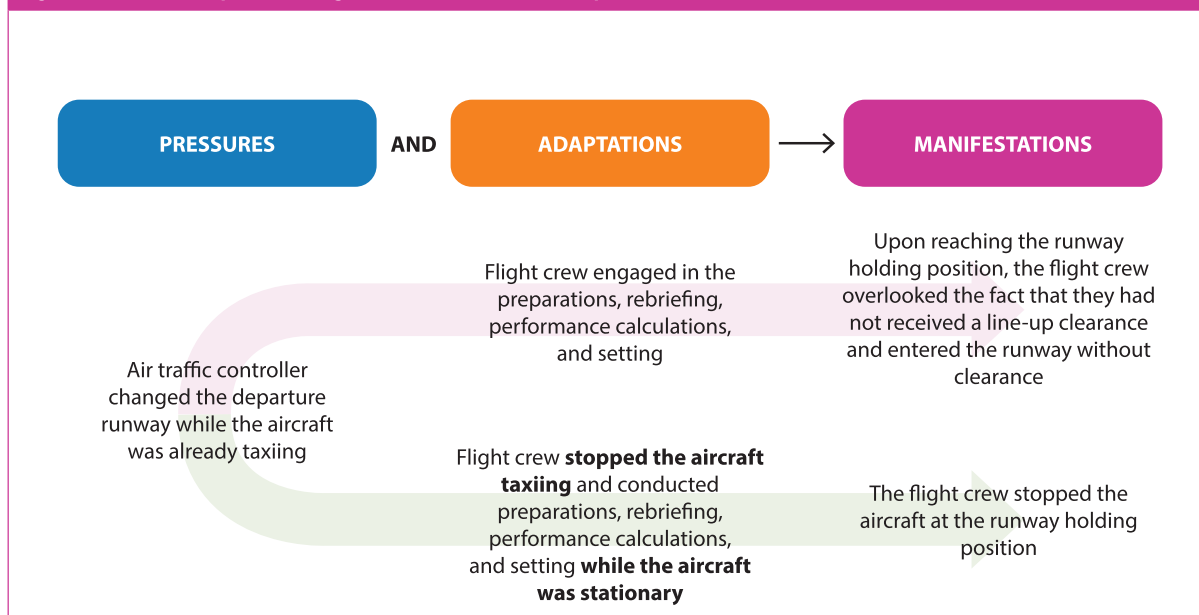 PRESSURES AND ADAPTATIONS MANIFESTATIONS
Air traffic controller
changed the departure
runway while the aircraft
was already taxiing
Flight crew engaged in the
preparations, rebriefing,
performance calculations,
and setting
Upon reaching the runway
holding position, the flight crew
overlooked the fact that they had
not received a line-up clearance
and entered the runway without
clearance
Flight crew stopped the aircraft
taxiing and conducted
preparations, rebriefing,
performance calculations,
and setting while the aircraft
was stationary
The flight crew stopped the
aircraft at the runway holding
position